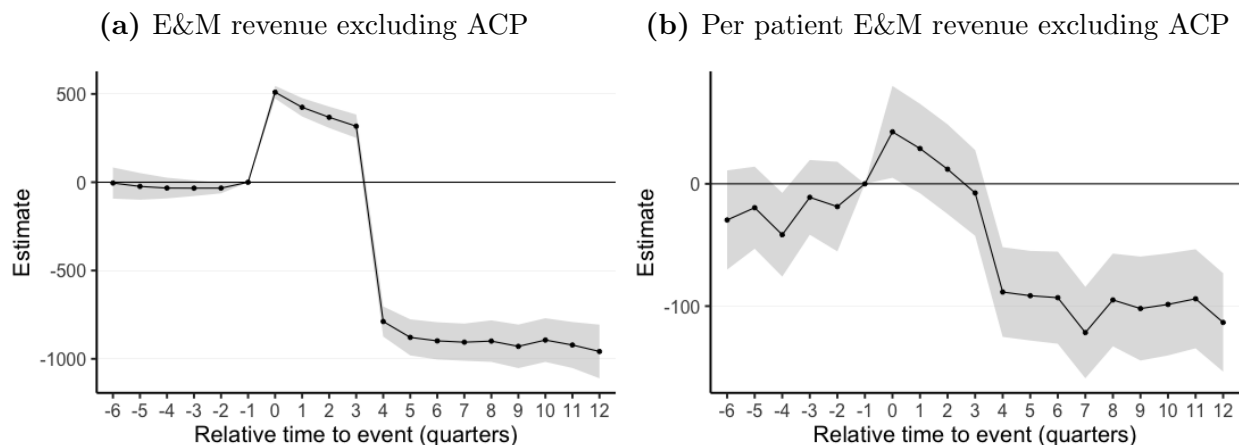 (a) E&M revenue excluding ACP
500
0
-500
-1000
Estimate
-6 -5 -4 -3 -2 -1 0 1 2 3 4 5 6 7 8 9 10 11 12
Relative time to event (quarters)
(b) Per patient E&M revenue excluding ACP
0
-100
Estimate
-6 -5 -4 -3 -2 -1 0 1 2 3 4 5 6 7 8 9 10 11 12
Relative time to event (quarters)